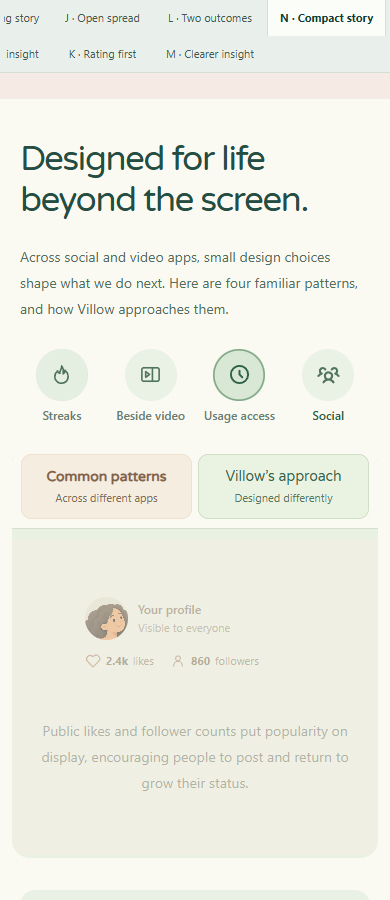 story
J · Open spread
L · Two outcomes
N · Compact story
insight
K · Rating first
M · Clearer insight
Designed for life
beyond the screen.
Across social and video apps, small design choices
shape what we do next. Here are four familiar patterns,
and how Villow approaches them.
Streaks
Beside video
Usage access
Social
Common patterns
Across different apps
Villow's approach
Designed differently
Your profile
Visible to everyone
2.4k likes
860 followers
Public likes and follower counts put popularity on
display, encouraging people to post and return to
grow their status.